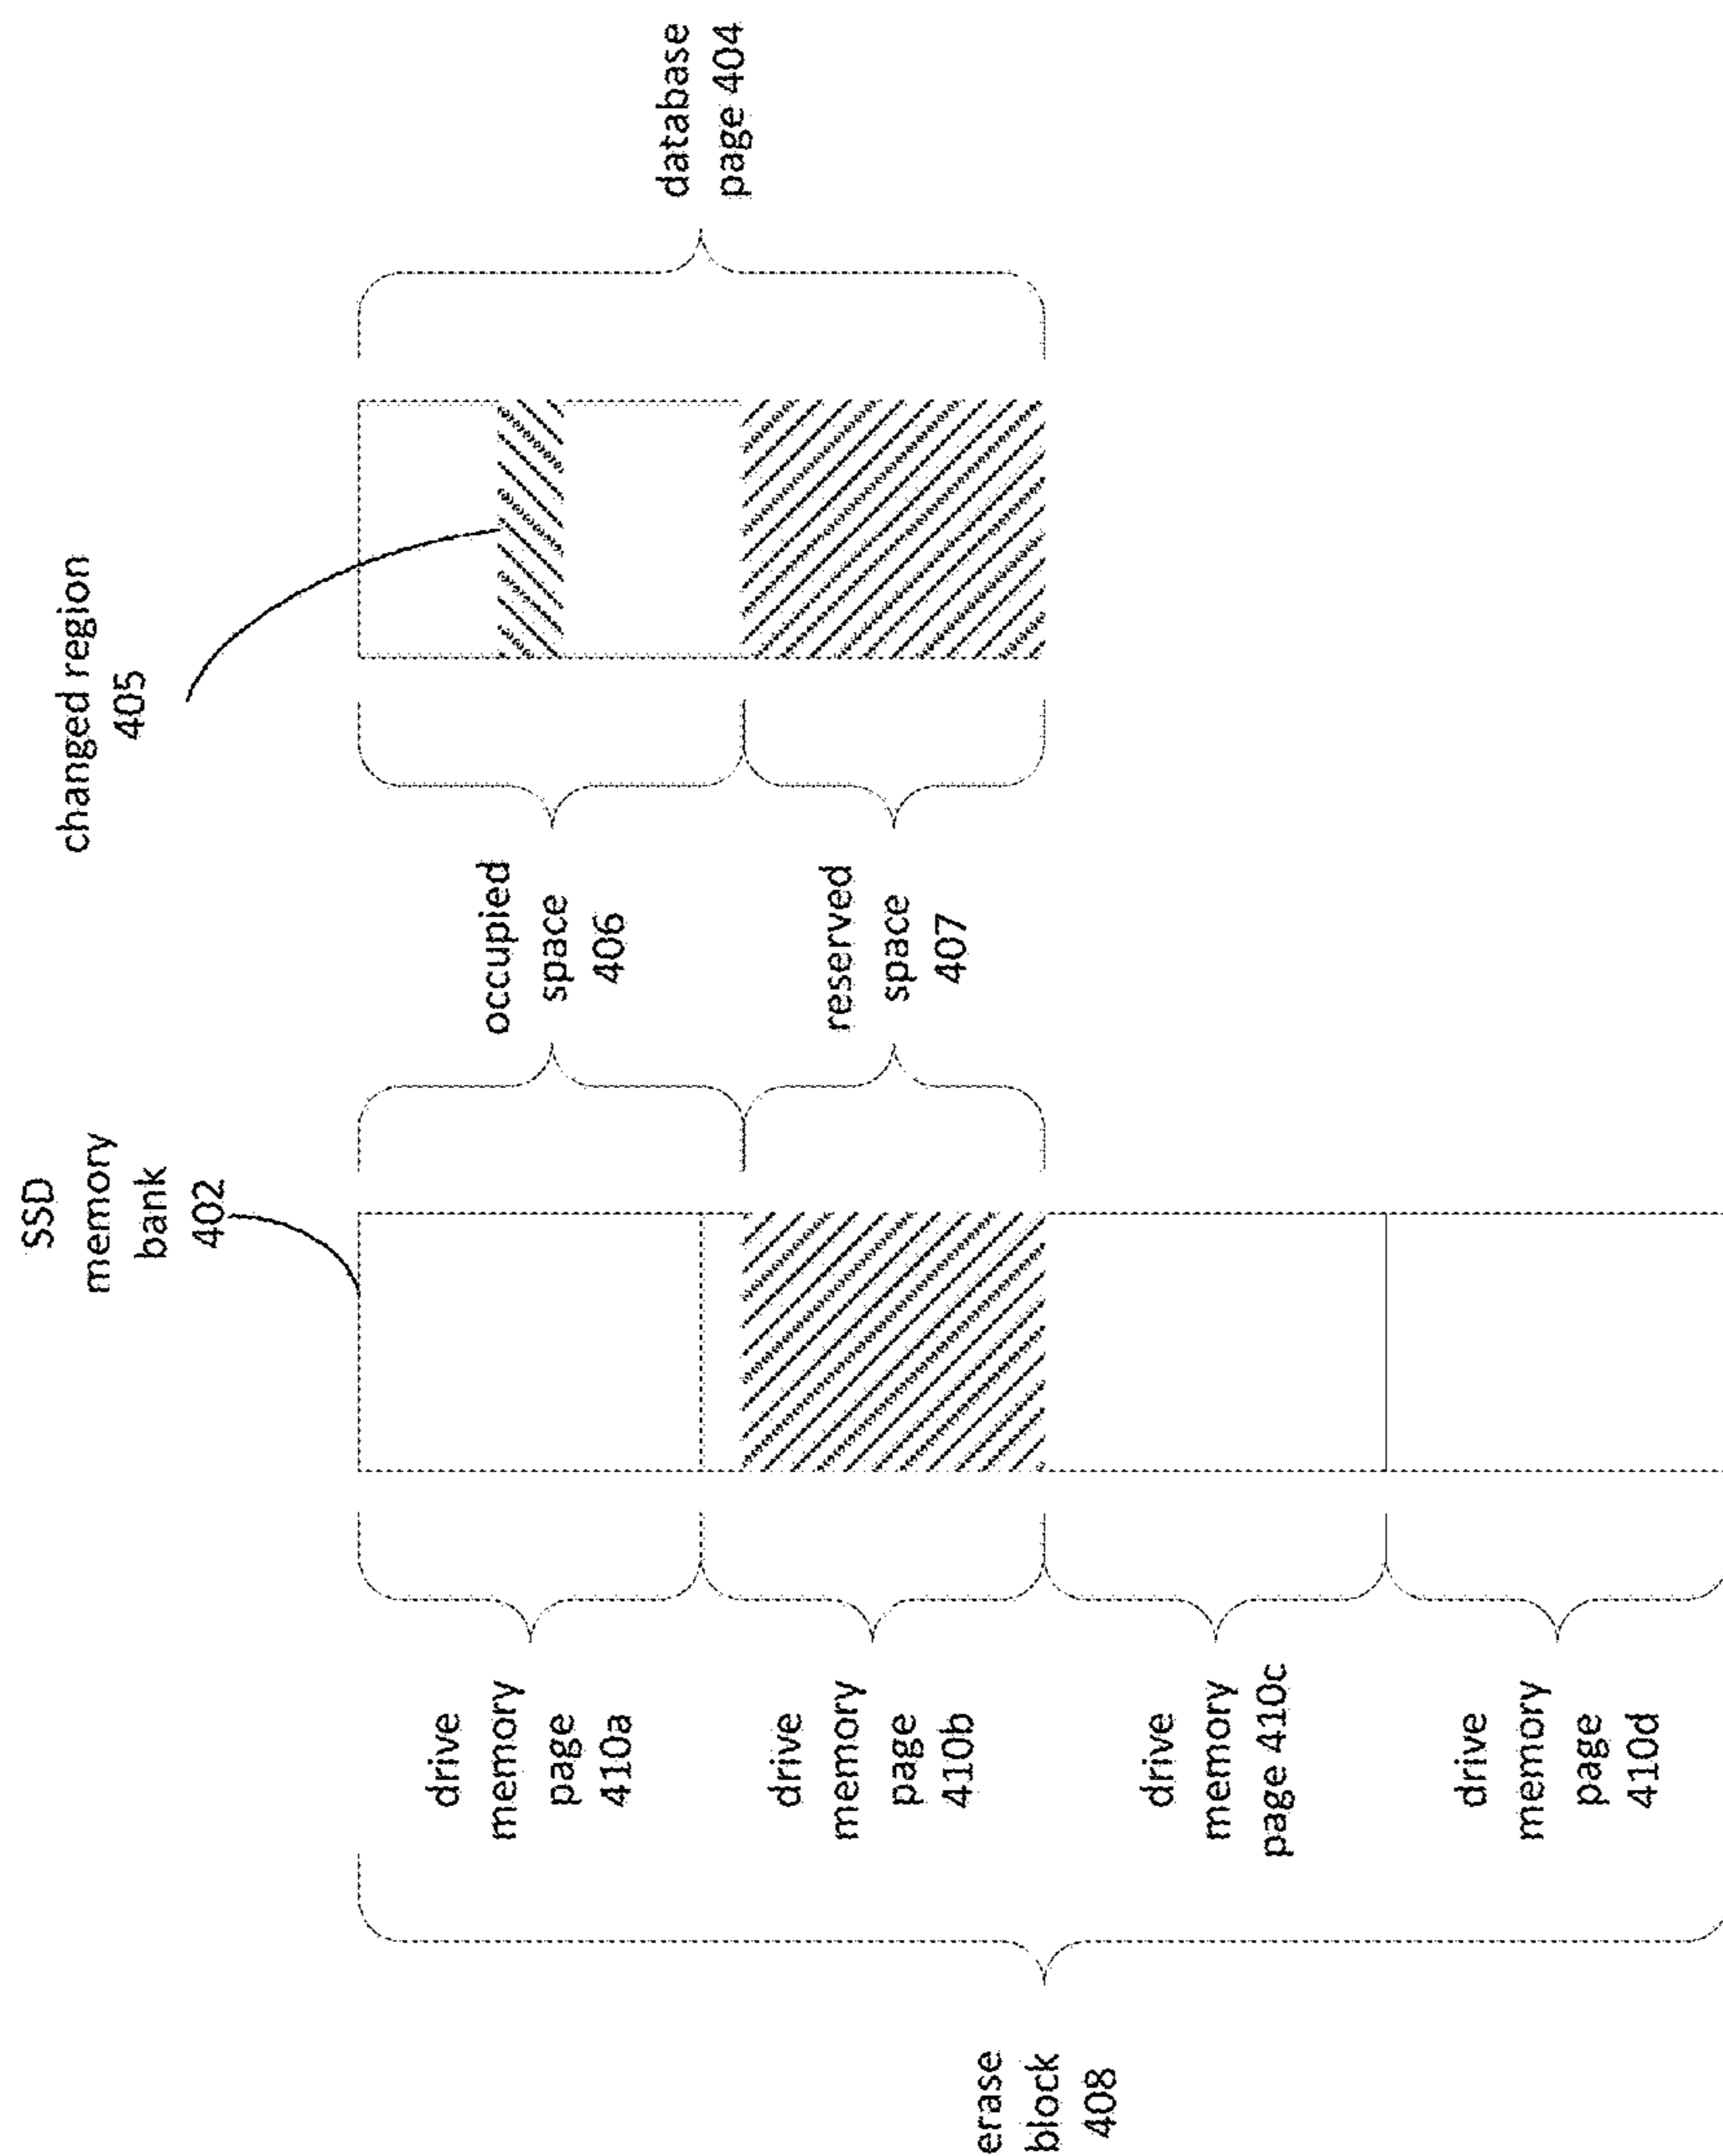 SSD
memory
bank
402
changed region
405
erase
block
408
drive
memory
page
410a
drive
memory
page
410b
drive
memory
page 410c
drive
memory
page
410d
occupied
space
406
reserved
space
407
database
page 404